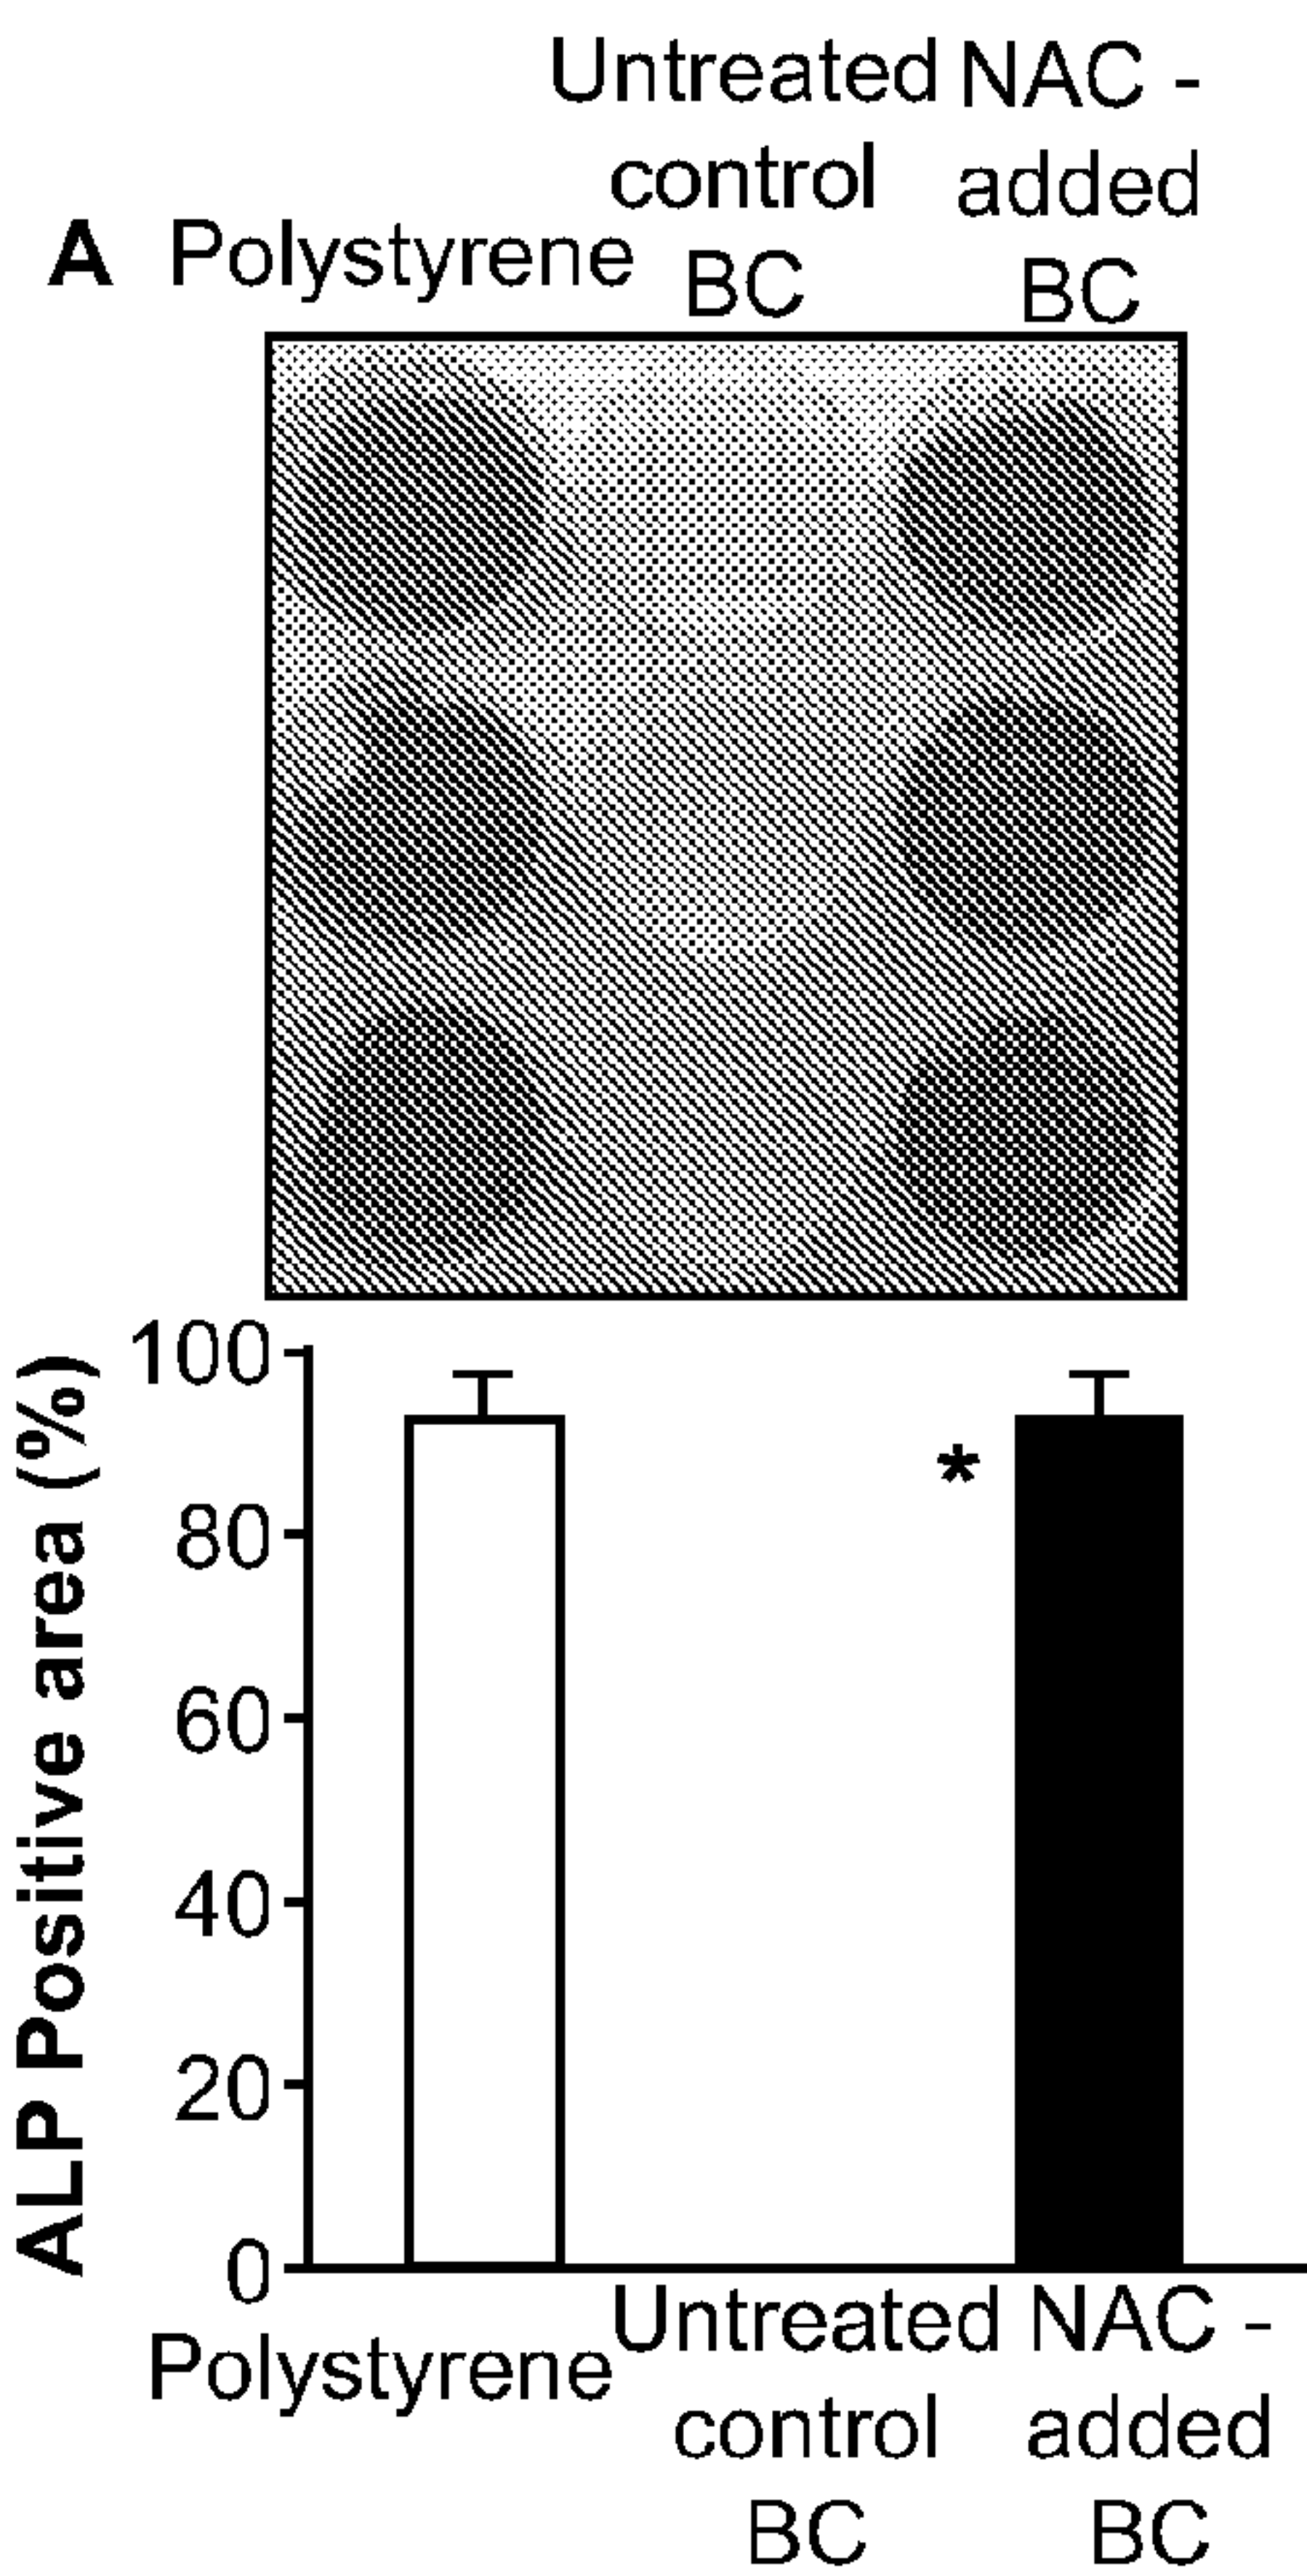 Untreated NAC -
control added
A Polystyrene BC BC
100
80
60
40
20
0
ALP Positive area (%)
*
Untreated NAC -
Polystyrene
control added
BC BC